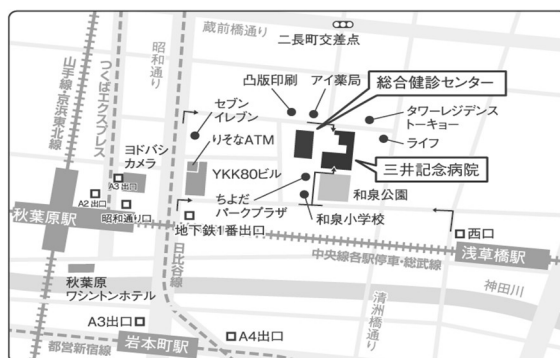 蔵前橋通り
二長町交差点
山手線・京浜東北線
つくばエクスプレス
昭和通り
凸版印刷
アイ薬局
総合健診センター
セブン
イレブン
タワーレジデンス
トーキョー
りそなATM
ライフ
ヨドバシ
カメラ
YKK80ビル
三井記念病院
A3出口
A2出口
ちよだ
パークプラザ
和泉公園
秋葉原駅
昭和通り口
和泉小学校
地下鉄1番出口
西口
浅草橋駅
中央線各駅停車・総武線
日比谷線
秋葉原
ワシントンホテル
神田川
清洲橋通り
A3出口
A4出口
都営新宿線
岩本町駅